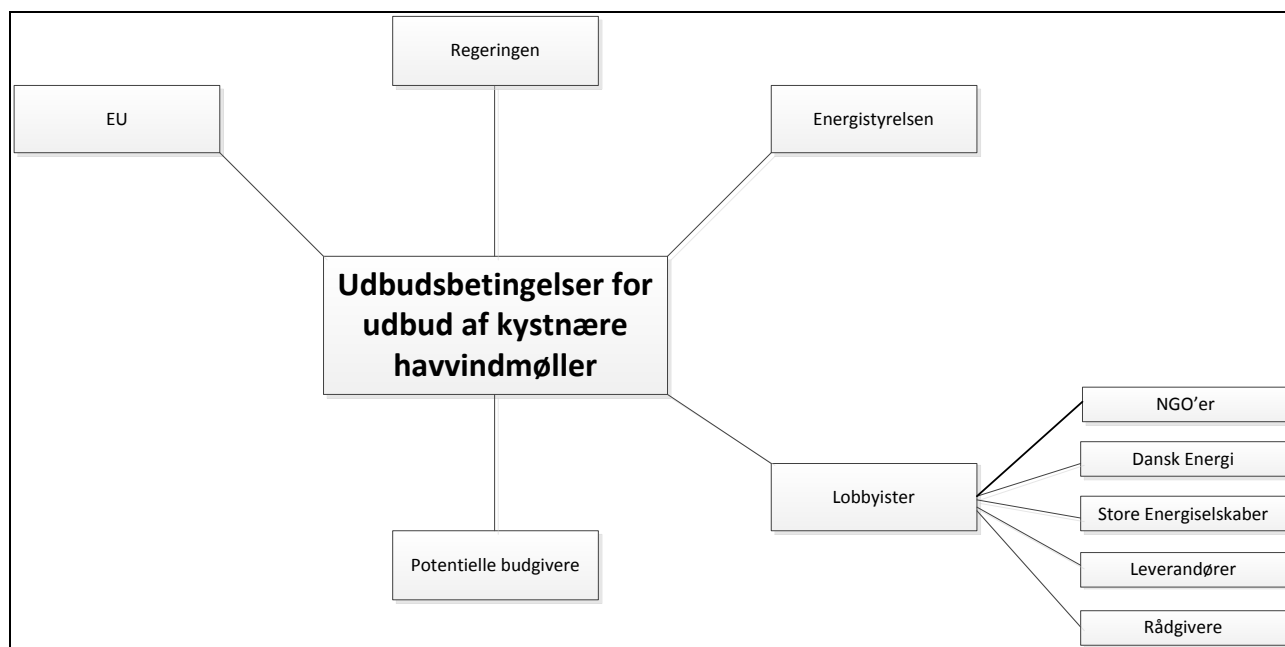 Regeringen
EU
Energistyrelsen
Udbudsbetingelser for
udbud af kystnære
havvindmøller
NGO’er
Dansk Energi
Lobbyister
Store Energiselskaber
Potentielle budgivere
Leverandører
Rådgivere